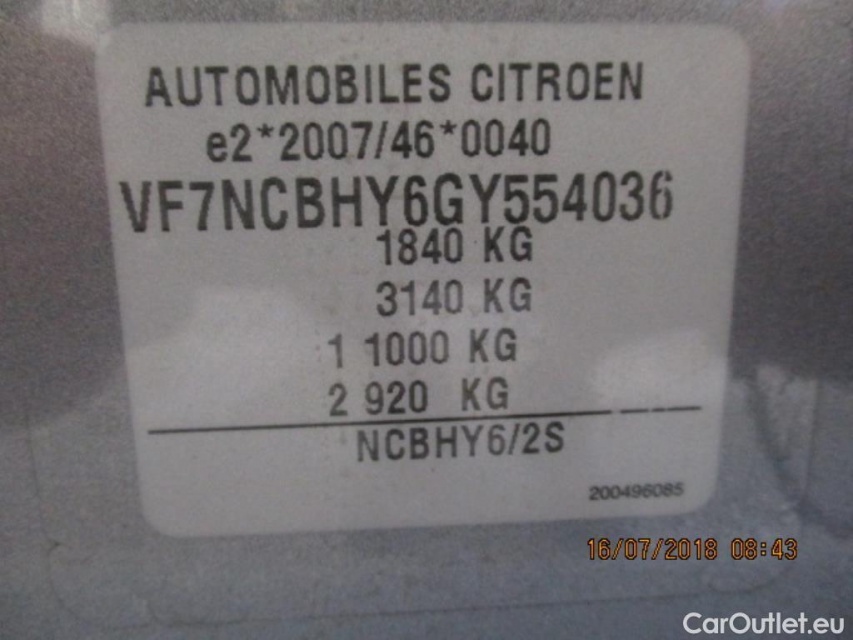 AUTOMOBILES CITROEN
e2*2007/46*0040
VF7NCBHY6GY554036
1840 KG
3140 KG
1 1000 KG
2 920 KG
NCBHY6/2S
200496085
16/07/2018 08:43
CarOutlet.eu